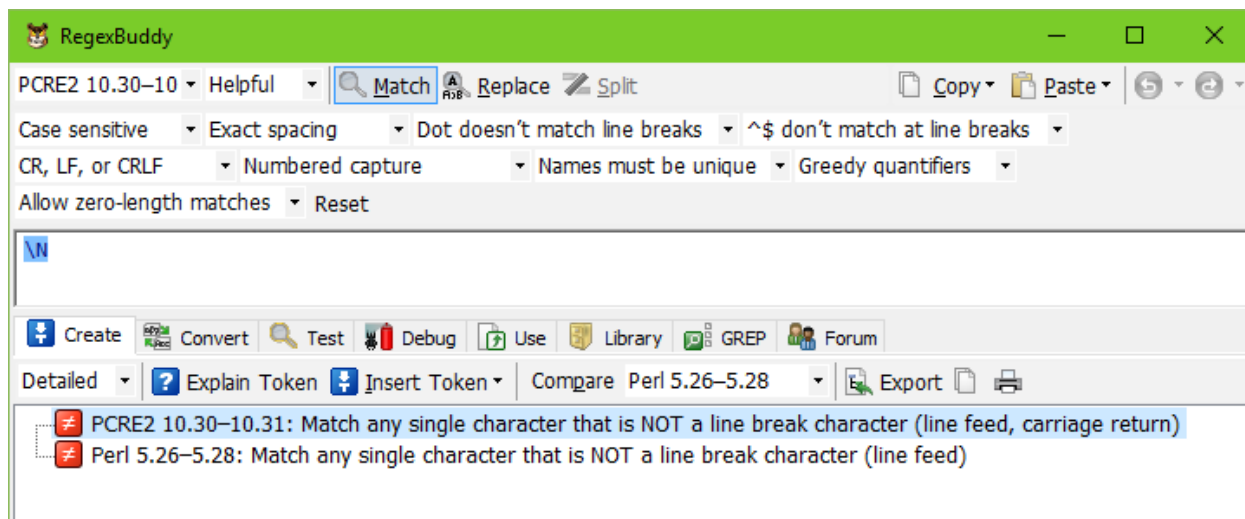 RegexBuddy
PCRE2 10.30–10 Helpful Match Replace Split Copy Paste
Case sensitive Exact spacing Dot doesn't match line breaks ^$ don't match at line breaks
CR, LF, or CRLF Numbered capture Names must be unique Greedy quantifiers
Allow zero-length matches Reset
\N
Create Convert Test Debug Use Library GREP Forum
Detailed Explain Token Insert Token Compare Perl 5.26–5.28 Export
PCRE2 10.30–10.31: Match any single character that is NOT a line break character (line feed, carriage return)
Perl 5.26–5.28: Match any single character that is NOT a line break character (line feed)